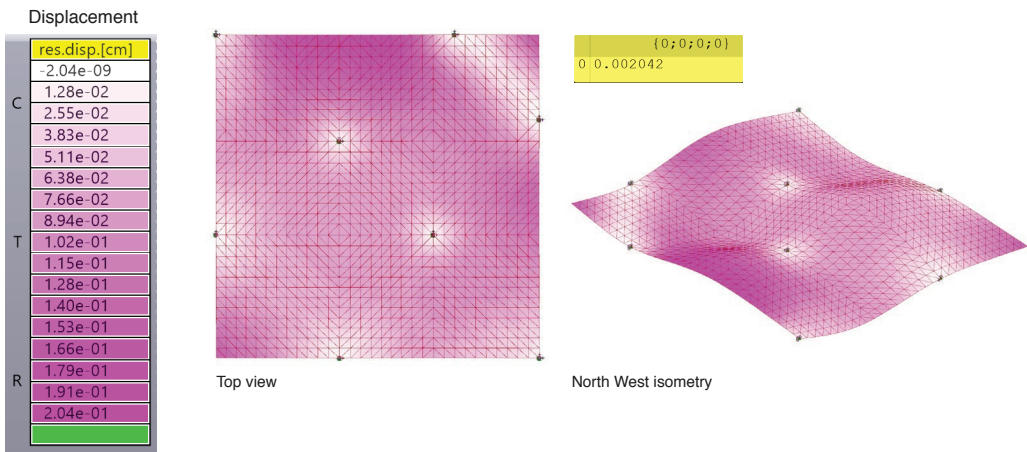 Displacement
res.disp.[cm]
-2.04e-09
1.28e-02
C
2.55e-02
3.83e-02
5.11e-02
6.38e-02
7.66e-02
8.94e-02
T
1.02e-01
1.15e-01
1.28e-01
1.40e-01
1.53e-01
1.66e-01
1.79e-01
R
1.91e-01
2.04e-01
{0;0;0;0}
0 0.002042
Top view
North West isometry